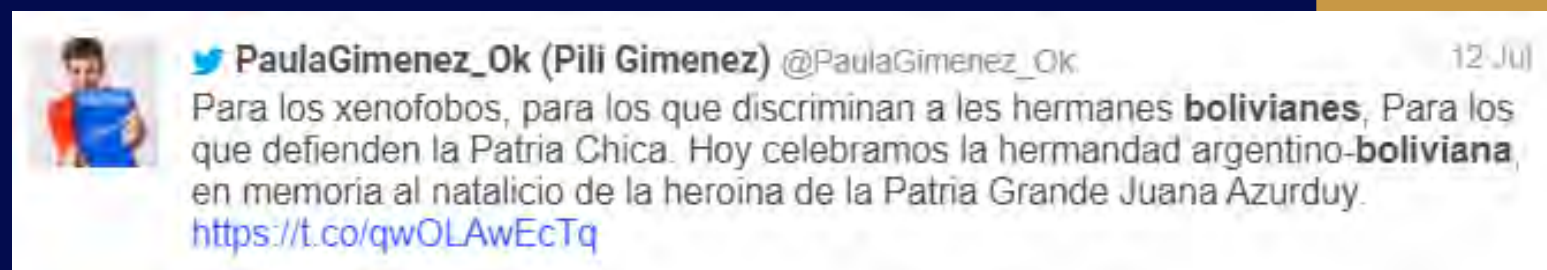 PaulaGimenez_Ok (Pili Gimenez) @PaulaGimenez_Ok 12 Jul
Para los xenofobos, para los que discriminan a les hermanes bolivianes, Para los
que defienden la Patria Chica. Hoy celebramos la hermandad argentino-boliviana,
en memoria al natalicio de la heroina de la Patria Grande Juana Azurduy.
https://t.co/qwOLAwEcTq